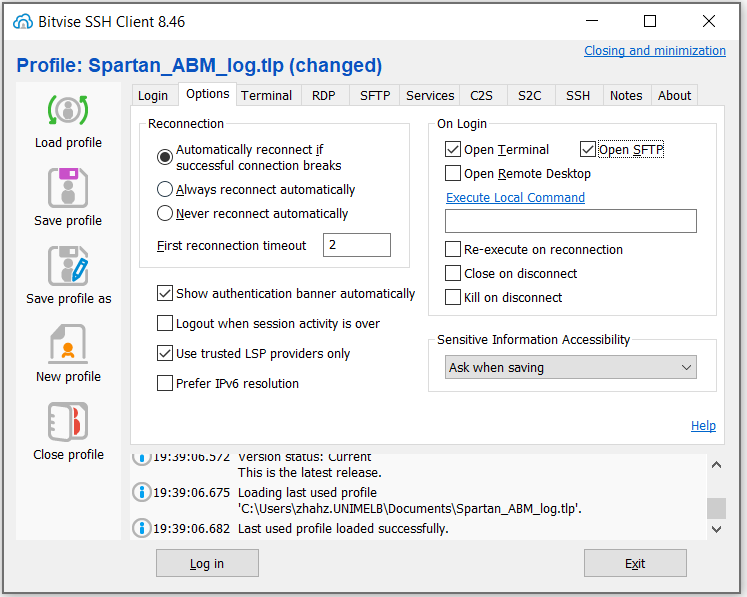 Bitvise SSH Client 8.46
Closing and minimization
Profile: Spartan_ABM_log.tlp (changed)
Load profile
Save profile
Save profile as
New profile
Close profile
Login Options Terminal RDP SFTP Services C2S S2C SSH Notes About
Reconnection
Automatically reconnect if
successful connection breaks
Always reconnect automatically
Never reconnect automatically
First reconnection timeout 2
Show authentication banner automatically
Logout when session activity is over
Use trusted LSP providers only
Prefer IPv6 resolution
On Login
Open Terminal Open SFTP
Open Remote Desktop
Execute Local Command
Re-execute on reconnection
Close on disconnect
Kill on disconnect
Sensitive Information Accessibility
Ask when saving
Help
19:39:06.572 Version status: Current
This is the latest release.
19:39:06.675 Loading last used profile
'C:\Users\zhahz.UNIMELB\Documents\Spartan_ABM_log.tlp'.
19:39:06.682 Last used profile loaded successfully.
Log in Exit